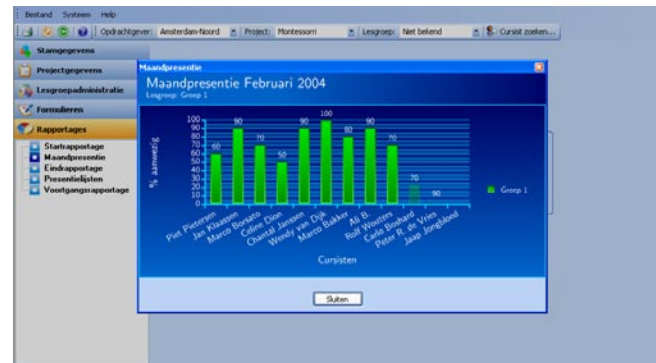 Bestand Systeem Help
Opdrachtgever: Amsterdam-Noord Project: Montessorri Lesgroep: Niet bekend Cursist zoeken...
Stamgegevens
Projectgegevens
Lesgroepadministratie
Formulieren
Rapportages
Startrapportage
Maandpresentie
Eindrapportage
Presentielijsten
Voortgangsrapportage
Maandpresentie
Maandpresentie Februari 2004
Lesgroep: Groep 1
% aanwezig
100
90
80
70
60
50
40
30
20
10
0
60 90 70 50 90 100 80 90 70 20 90
Piet Pietersen
Jan Klaassen
Marco Borsato
Celine Dion
Chantal Janssen
Wendy van Dijk
Marco Bakker
Ali B.
Rolf Wouters
Carlo Boshard
Peter R. de Vries
Jaap Jongbloed
Cursisten
Groep 1
Sluiten